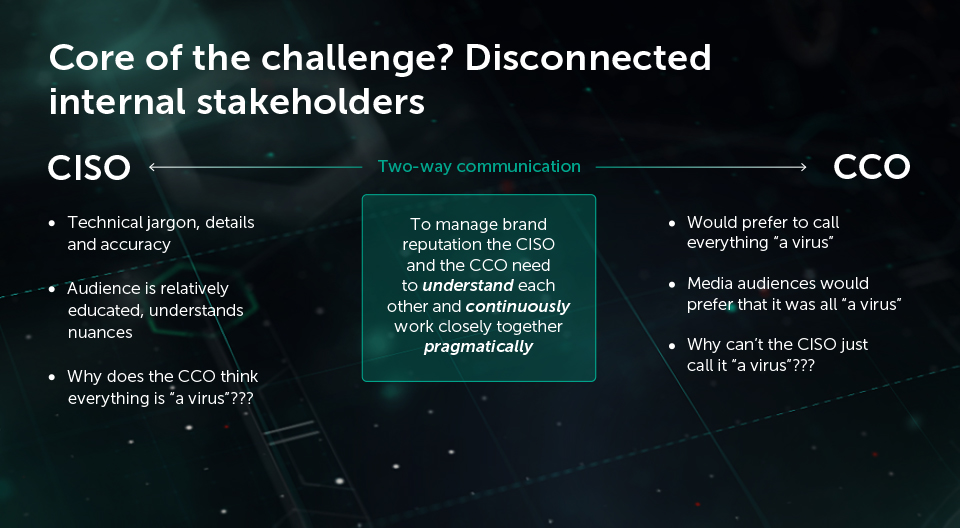 Core of the challenge? Disconnected
internal stakeholders
CISO
Two-way communication
CCO
• Technical jargon, details
and accuracy
• Audience is relatively
educated, understands
nuances
• Why does the CCO think
everything is “a virus”???
To manage brand
reputation the CISO
and the CCO need
to understand each
other and continuously
work closely together
pragmatically
• Would prefer to call
everything “a virus”
• Media audiences would
prefer that it was all “a virus”
• Why can’t the CISO just
call it “a virus”???